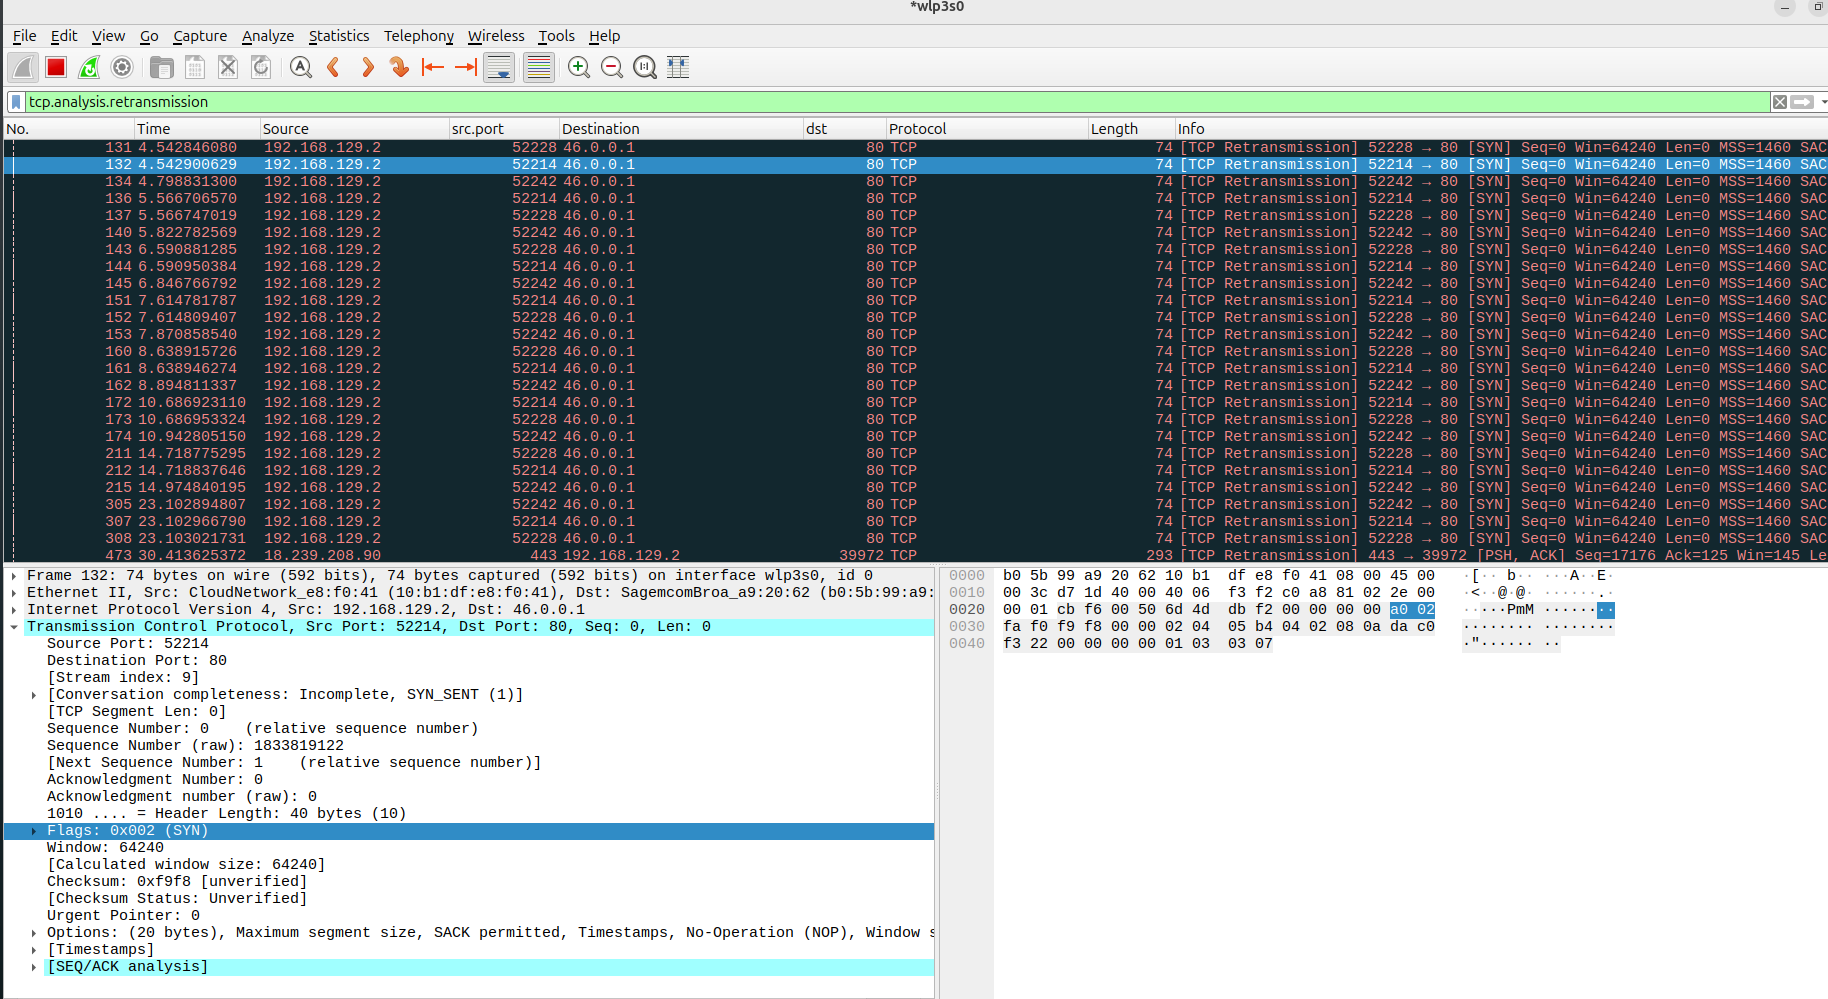 *wlp3s0
File Edit View Go Capture Analyze Statistics Telephony Wireless Tools Help
tcp.analysis.retransmission
No. Time Source src.port Destination dst Protocol Length Info
131 4.542846080 192.168.129.2 52228 46.0.0.1 80 TCP 74 [TCP Retransmission] 52228 → 80 [SYN] Seq=0 Win=64240 Len=0 MSS=1460 SAC
132 4.542900629 192.168.129.2 52214 46.0.0.1 80 TCP 74 [TCP Retransmission] 52214 → 80 [SYN] Seq=0 Win=64240 Len=0 MSS=1460 SAC
134 4.798831300 192.168.129.2 52242 46.0.0.1 80 TCP 74 [TCP Retransmission] 52242 → 80 [SYN] Seq=0 Win=64240 Len=0 MSS=1460 SAC
136 5.566706570 192.168.129.2 52214 46.0.0.1 80 TCP 74 [TCP Retransmission] 52214 → 80 [SYN] Seq=0 Win=64240 Len=0 MSS=1460 SAC
137 5.566747019 192.168.129.2 52228 46.0.0.1 80 TCP 74 [TCP Retransmission] 52228 → 80 [SYN] Seq=0 Win=64240 Len=0 MSS=1460 SAC
140 5.822782569 192.168.129.2 52242 46.0.0.1 80 TCP 74 [TCP Retransmission] 52242 → 80 [SYN] Seq=0 Win=64240 Len=0 MSS=1460 SAC
143 6.590881285 192.168.129.2 52228 46.0.0.1 80 TCP 74 [TCP Retransmission] 52228 → 80 [SYN] Seq=0 Win=64240 Len=0 MSS=1460 SAC
144 6.590950384 192.168.129.2 52214 46.0.0.1 80 TCP 74 [TCP Retransmission] 52214 → 80 [SYN] Seq=0 Win=64240 Len=0 MSS=1460 SAC
145 6.846766792 192.168.129.2 52242 46.0.0.1 80 TCP 74 [TCP Retransmission] 52242 → 80 [SYN] Seq=0 Win=64240 Len=0 MSS=1460 SAC
151 7.614781787 192.168.129.2 52214 46.0.0.1 80 TCP 74 [TCP Retransmission] 52214 → 80 [SYN] Seq=0 Win=64240 Len=0 MSS=1460 SAC
152 7.614809407 192.168.129.2 52228 46.0.0.1 80 TCP 74 [TCP Retransmission] 52228 → 80 [SYN] Seq=0 Win=64240 Len=0 MSS=1460 SAC
153 7.870858540 192.168.129.2 52242 46.0.0.1 80 TCP 74 [TCP Retransmission] 52242 → 80 [SYN] Seq=0 Win=64240 Len=0 MSS=1460 SAC
160 8.638915726 192.168.129.2 52228 46.0.0.1 80 TCP 74 [TCP Retransmission] 52228 → 80 [SYN] Seq=0 Win=64240 Len=0 MSS=1460 SAC
161 8.638946274 192.168.129.2 52214 46.0.0.1 80 TCP 74 [TCP Retransmission] 52214 → 80 [SYN] Seq=0 Win=64240 Len=0 MSS=1460 SAC
162 8.894811337 192.168.129.2 52242 46.0.0.1 80 TCP 74 [TCP Retransmission] 52242 → 80 [SYN] Seq=0 Win=64240 Len=0 MSS=1460 SAC
172 10.686923110 192.168.129.2 52214 46.0.0.1 80 TCP 74 [TCP Retransmission] 52214 → 80 [SYN] Seq=0 Win=64240 Len=0 MSS=1460 SAC
173 10.686953324 192.168.129.2 52228 46.0.0.1 80 TCP 74 [TCP Retransmission] 52228 → 80 [SYN] Seq=0 Win=64240 Len=0 MSS=1460 SAC
174 10.942805150 192.168.129.2 52242 46.0.0.1 80 TCP 74 [TCP Retransmission] 52242 → 80 [SYN] Seq=0 Win=64240 Len=0 MSS=1460 SAC
211 14.718775295 192.168.129.2 52228 46.0.0.1 80 TCP 74 [TCP Retransmission] 52228 → 80 [SYN] Seq=0 Win=64240 Len=0 MSS=1460 SAC
212 14.718837646 192.168.129.2 52214 46.0.0.1 80 TCP 74 [TCP Retransmission] 52214 → 80 [SYN] Seq=0 Win=64240 Len=0 MSS=1460 SAC
215 14.974840195 192.168.129.2 52242 46.0.0.1 80 TCP 74 [TCP Retransmission] 52242 → 80 [SYN] Seq=0 Win=64240 Len=0 MSS=1460 SAC
305 23.102894807 192.168.129.2 52242 46.0.0.1 80 TCP 74 [TCP Retransmission] 52242 → 80 [SYN] Seq=0 Win=64240 Len=0 MSS=1460 SAC
307 23.102966790 192.168.129.2 52214 46.0.0.1 80 TCP 74 [TCP Retransmission] 52214 → 80 [SYN] Seq=0 Win=64240 Len=0 MSS=1460 SAC
308 23.103021731 192.168.129.2 52228 46.0.0.1 80 TCP 74 [TCP Retransmission] 52228 → 80 [SYN] Seq=0 Win=64240 Len=0 MSS=1460 SAC
473 30.413625372 18.239.208.90 443 192.168.129.2 39972 TCP 293 [TCP Retransmission] 443 → 39972 [PSH, ACK] Seq=17176 Ack=125 Win=145 Le
Frame 132: 74 bytes on wire (592 bits), 74 bytes captured (592 bits) on interface wlp3s0, id 0
Ethernet II, Src: CloudNetwork_e8:f0:41 (10:b1:df:e8:f0:41), Dst: SagemcomBroa_a9:20:62 (b0:5b:99:a9:
Internet Protocol Version 4, Src: 192.168.129.2, Dst: 46.0.0.1
Transmission Control Protocol, Src Port: 52214, Dst Port: 80, Seq: 0, Len: 0
Source Port: 52214
Destination Port: 80
[Stream index: 9]
[Conversation completeness: Incomplete, SYN_SENT (1)]
[TCP Segment Len: 0]
Sequence Number: 0 (relative sequence number)
Sequence Number (raw): 1833819122
[Next Sequence Number: 1 (relative sequence number)]
Acknowledgment Number: 0
Acknowledgment number (raw): 0
1010 .... = Header Length: 40 bytes (10)
Flags: 0x002 (SYN)
Window: 64240
[Calculated window size: 64240]
Checksum: 0xf9f8 [unverified]
[Checksum Status: Unverified]
Urgent Pointer: 0
Options: (20 bytes), Maximum segment size, SACK permitted, Timestamps, No-Operation (NOP), Window s
[Timestamps]
[SEQ/ACK analysis]
0000 b0 5b 99 a9 20 62 10 b1 df e8 f0 41 08 00 45 00 ·[·· b·· ···A··E·
0010 00 3c d7 1d 40 00 40 06 f3 f2 c0 a8 81 02 2e 00 ·<··@·@· ······.·
0020 00 01 cb f6 00 50 6d 4d db f2 00 00 00 00 a0 02 ·····PmM ········
0030 fa f0 f9 f8 00 00 02 04 05 b4 04 02 08 0a da c0 ········ ········
0040 f3 22 00 00 00 00 01 03 03 07 ·"······ ··